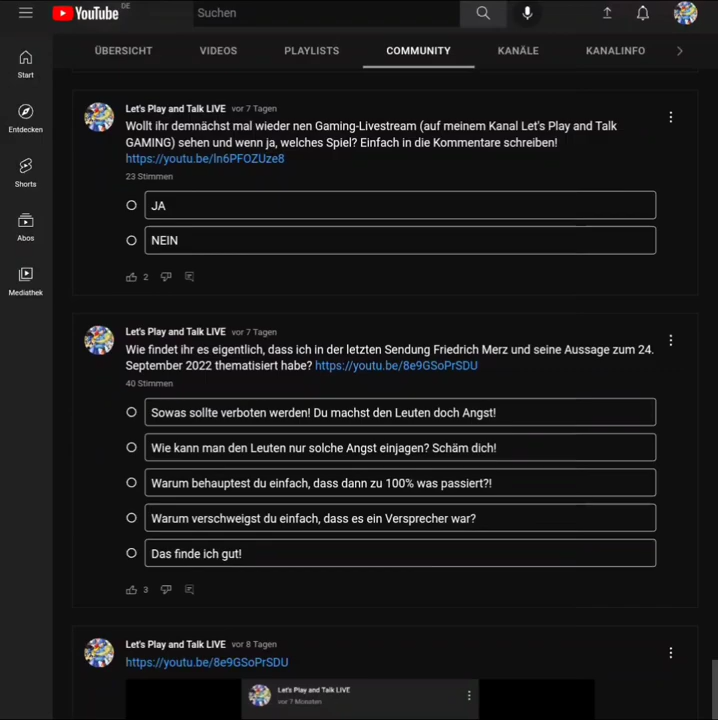 YouTube DE
Suchen
ÜBERSICHT VIDEOS PLAYLISTS COMMUNITY KANÄLE KANALINFO
Start
Entdecken
Shorts
Abos
Mediathek
Let's Play and Talk LIVE vor 7 Tagen
Wollt ihr demnächst mal wieder nen Gaming-Livestream (auf meinem Kanal Let's Play and Talk
GAMING) sehen und wenn ja, welches Spiel? Einfach in die Kommentare schreiben!
https://youtu.be/ln6PFOZUze8
23 Stimmen
JA
NEIN
2
Let's Play and Talk LIVE vor 7 Tagen
Wie findet ihr es eigentlich, dass ich in der letzten Sendung Friedrich Merz und seine Aussage zum 24.
September 2022 thematisiert habe? https://youtu.be/8e9GSoPrSDU
40 Stimmen
Sowas sollte verboten werden! Du machst den Leuten doch Angst!
Wie kann man den Leuten nur solche Angst einjagen? Schäm dich!
Warum behauptest du einfach, dass dann zu 100% was passiert?!
Warum verschweigst du einfach, dass es ein Versprecher war?
Das finde ich gut!
3
Let's Play and Talk LIVE vor 8 Tagen
https://youtu.be/8e9GSoPrSDU
Let's Play and Talk LIVE
vor 7 Monaten